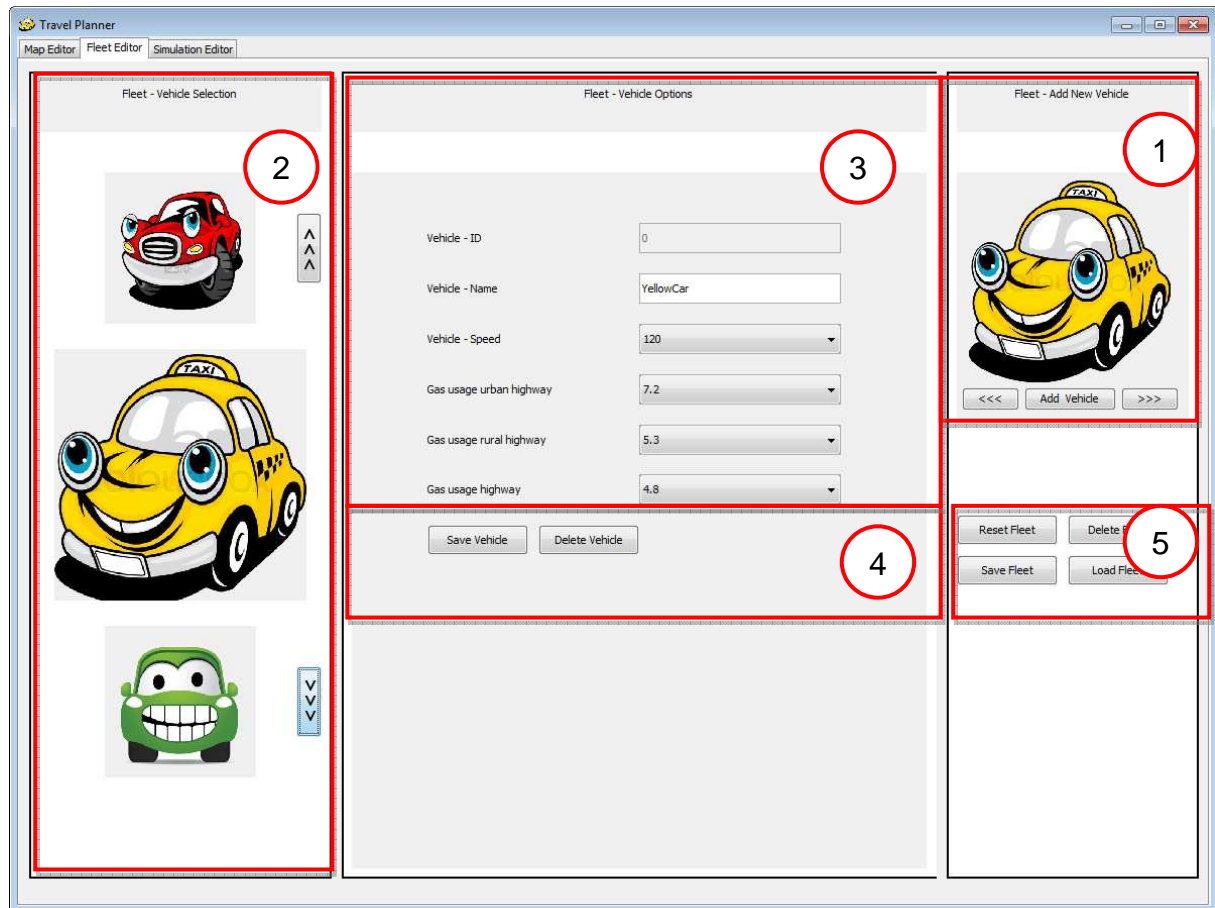 Travel Planner
Map Editor Fleet Editor Simulation Editor
Fleet - Vehicle Selection
2
^
^
^
TAXI
v
v
v
Fleet - Vehicle Options
3
Vehicle - ID 0
Vehicle - Name YellowCar
Vehicle - Speed 120
Gas usage urban highway 7.2
Gas usage rural highway 5.3
Gas usage highway 4.8
Save Vehicle Delete Vehicle
4
Fleet - Add New Vehicle
1
TAXI
<<< Add Vehicle >>>
Reset Fleet Delete
5
Save Fleet Load